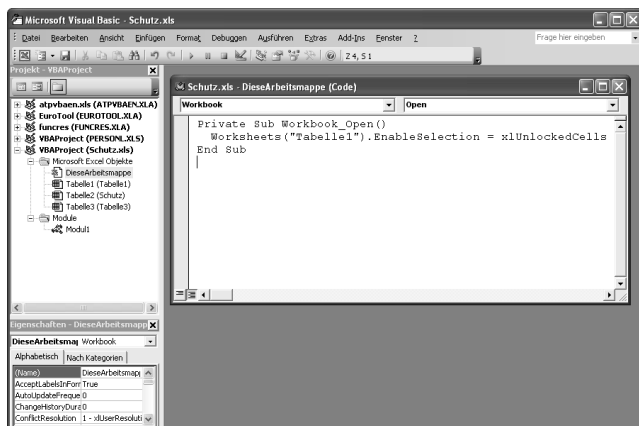 Microsoft Visual Basic - Schutz.xls
Datei Bearbeiten Ansicht Einfügen Format Debuggen Ausführen Extras Add-Ins Fenster ?
Frage hier eingeben
Z 4, S 1
Projekt - VBAProject
atpvbaen.xls (ATPVBAEN.XLA)
EuroTool (EUROTOOL.XLA)
funcres (FUNCRES.XLA)
VBAProject (PERSONL.XLS)
VBAProject (Schutz.xls)
Microsoft Excel Objekte
DieseArbeitsmappe
Tabelle1 (Tabelle1)
Tabelle2 (Schutz)
Tabelle3 (Tabelle3)
Module
Modul1
Schutz.xls - DieseArbeitsmappe (Code)
Workbook Open
Private Sub Workbook_Open()
Worksheets("Tabelle1").EnableSelection = xlUnlockedCells
End Sub
Eigenschaften - DieseArbeitsmapp
DieseArbeitsmap Workbook
Alphabetisch Nach Kategorien
(Name) DieseArbeitsmap
AcceptLabelsInForm True
AutoUpdateFreque 0
ChangeHistoryDura 0
ConflictResolution 1 - xlUserResoluti